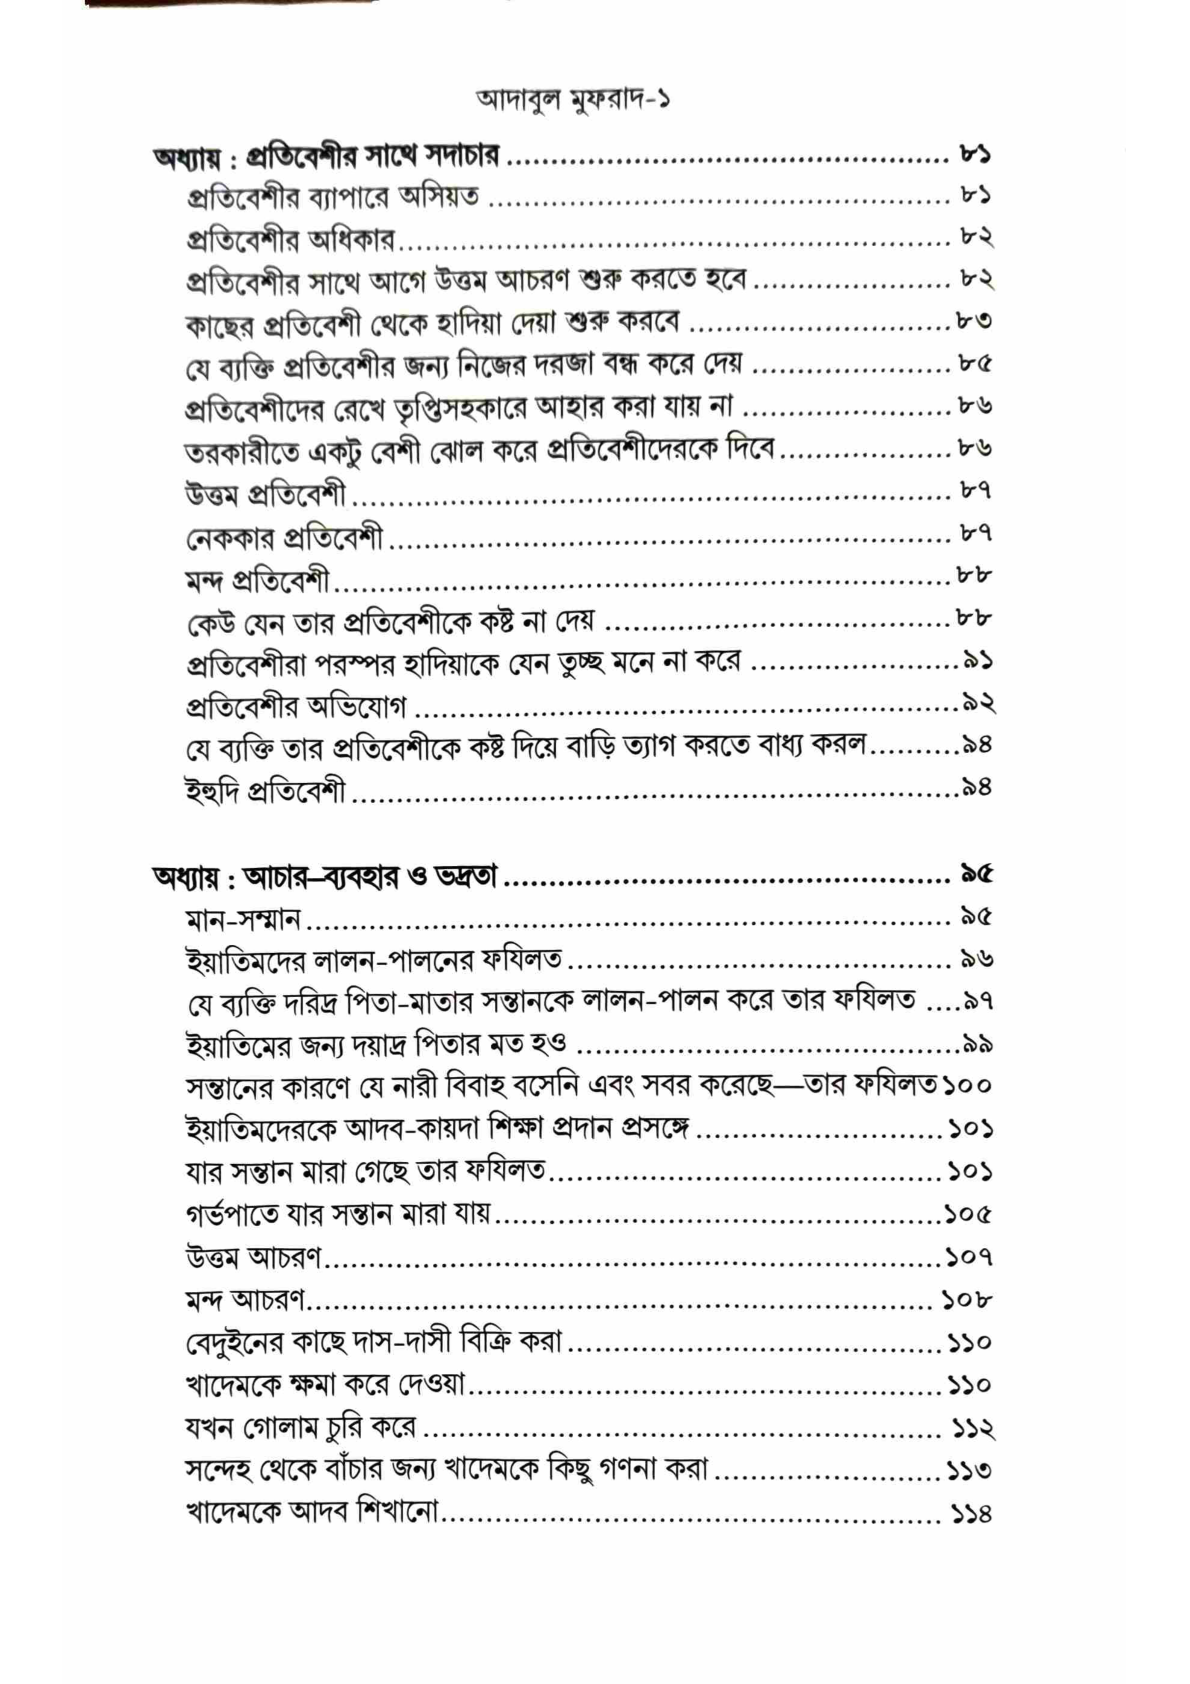 আদাবুল মুফরাদ-১
অধ্যায় : প্রতিবেশীর সাথে সদাচার ................................................. ৮১
প্রতিবেশীর ব্যাপারে অসিয়ত ................................................... ৮১
প্রতিবেশীর অধিকার............................................................. ৮২
প্রতিবেশীর সাথে আগে উত্তম আচরণ শুরু করতে হবে ...................... ৮২
কাছের প্রতিবেশী থেকে হাদিয়া দেয়া শুরু করবে .............................৮৩
যে ব্যক্তি প্রতিবেশীর জন্য নিজের দরজা বন্ধ করে দেয় ...................... ৮৫
প্রতিবেশীদের রেখে তৃপ্তিসহকারে আহার করা যায় না ....................... ৮৬
তরকারীতে একটু বেশী ঝোল করে প্রতিবেশীদেরকে দিবে................... ৮৬
উত্তম প্রতিবেশী.................................................................. ৮৭
নেককার প্রতিবেশী.............................................................. ৮৭
মন্দ প্রতিবেশী....................................................................৮৮
কেউ যেন তার প্রতিবেশীকে কষ্ট না দেয় ......................................৮৮
প্রতিবেশীরা পরস্পর হাদিয়াকে যেন তুচ্ছ মনে না করে .......................৯১
প্রতিবেশীর অভিযোগ ............................................................৯২
যে ব্যক্তি তার প্রতিবেশীকে কষ্ট দিয়ে বাড়ি ত্যাগ করতে বাধ্য করল..........৯৪
ইহুদি প্রতিবেশী...................................................................৯৪
অধ্যায় : আচার–ব্যবহার ও ভদ্রতা ................................................. ৯৫
মান-সম্মান ....................................................................... ৯৫
ইয়াতিমদের লালন-পালনের ফযিলত .......................................... ৯৬
যে ব্যক্তি দরিদ্র পিতা-মাতার সন্তানকে লালন-পালন করে তার ফযিলত ....৯৭
ইয়াতিমের জন্য দয়াদ্র পিতার মত হও ..........................................৯৯
সন্তানের কারণে যে নারী বিবাহ বসেনি এবং সবর করেছে—তার ফযিলত ১০০
ইয়াতিমদেরকে আদব-কায়দা শিক্ষা প্রদান প্রসঙ্গে ............................ ১০১
যার সন্তান মারা গেছে তার ফযিলত............................................ ১০১
গর্ভপাতে যার সন্তান মারা যায়..................................................১০৫
উত্তম আচরণ.....................................................................১০৭
মন্দ আচরণ..................................................................... ১০৮
বেদুইনের কাছে দাস-দাসী বিক্রি করা .......................................... ১১০
খাদেমকে ক্ষমা করে দেওয়া..................................................... ১১০
যখন গোলাম চুরি করে ......................................................... ১১২
সন্দেহ থেকে বাঁচার জন্য খাদেমকে কিছু গণনা করা ......................... ১১৩
খাদেমকে আদব শিখানো........................................................ ১১৪